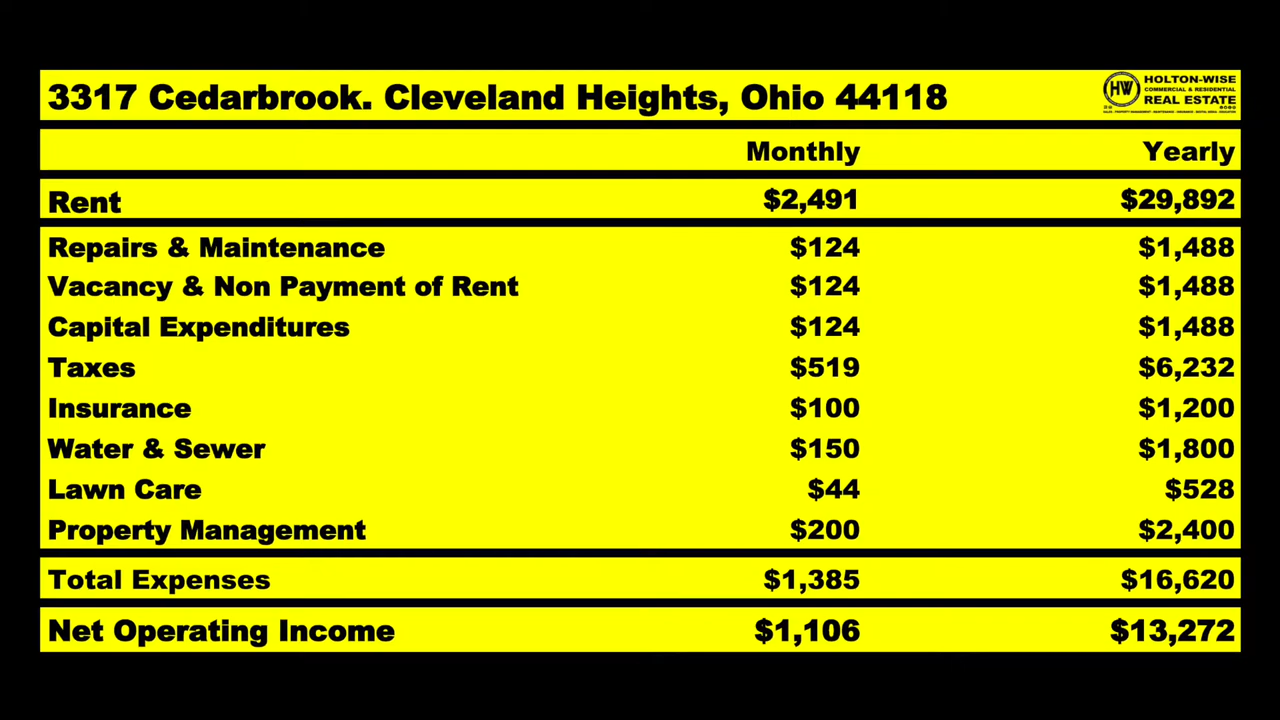 3317 Cedarbrook. Cleveland Heights, Ohio 44118
HW
HOLTON-WISE
COMMERCIAL & RESIDENTIAL
REAL ESTATE
Monthly Yearly
Rent $2,491 $29,892
Repairs & Maintenance $124 $1,488
Vacancy & Non Payment of Rent $124 $1,488
Capital Expenditures $124 $1,488
Taxes $519 $6,232
Insurance $100 $1,200
Water & Sewer $150 $1,800
Lawn Care $44 $528
Property Management $200 $2,400
Total Expenses $1,385 $16,620
Net Operating Income $1,106 $13,272